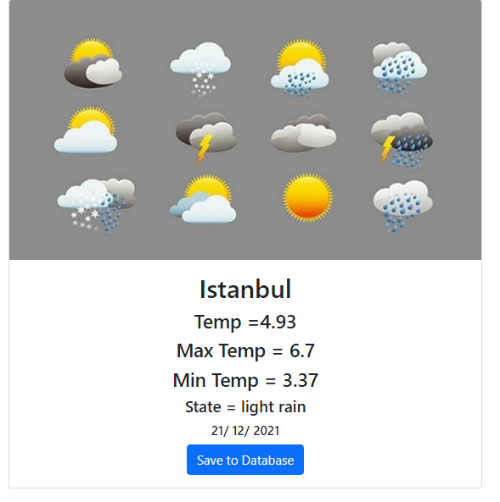 Istanbul
Temp =4.93
Max Temp = 6.7
Min Temp = 3.37
State = light rain
21/ 12/ 2021
Save to Database